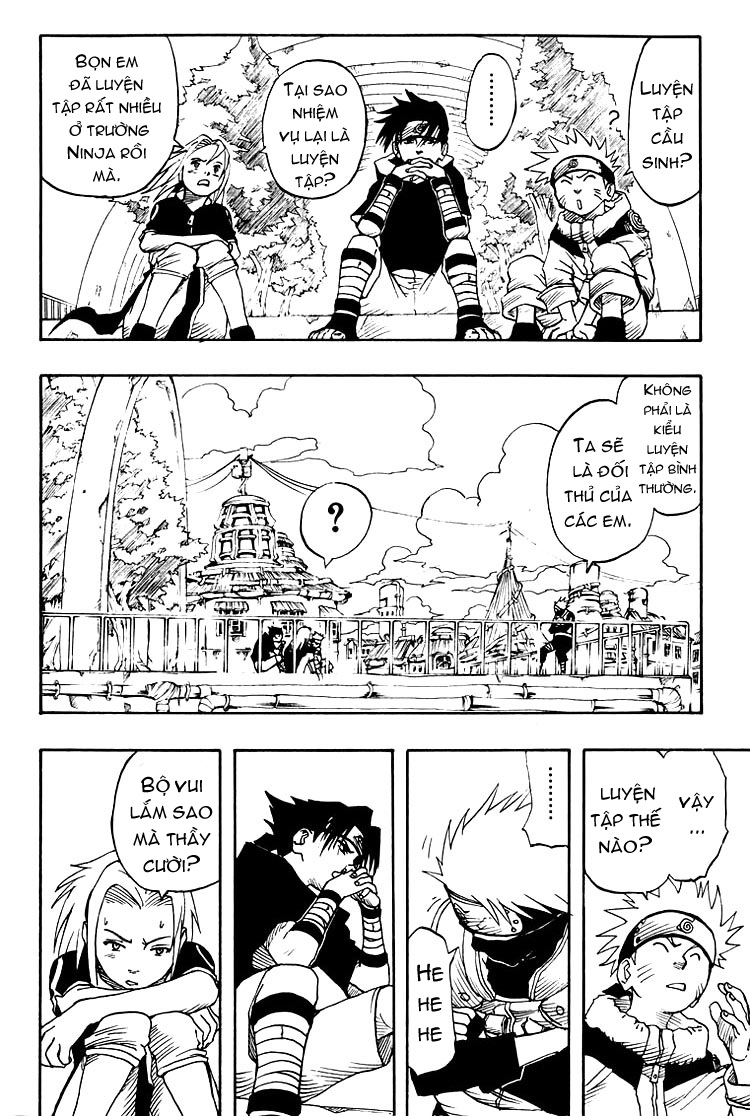 LUYỆN
TẬP
CẦU
SINH?
?
.......
TẠI SAO
NHIỆM
VỤ LẠI LÀ
LUYỆN
TẬP?
BỌN EM
ĐÃ LUYỆN
TẬP RẤT NHIỀU
Ở TRƯỜNG
NINJA RỒI
MÀ.
KHÔNG
PHẢI LÀ
KIỂU
LUYỆN
TẬP BÌNH
THƯỜNG.
TA SẼ
LÀ ĐỐI
THỦ CỦA
CÁC EM.
?
VẬY
...
LUYỆN
TẬP THẾ
NÀO?
.......
HE
HE
HE
BỘ VUI
LẮM SAO
MÀ THẦY
CƯỜI?